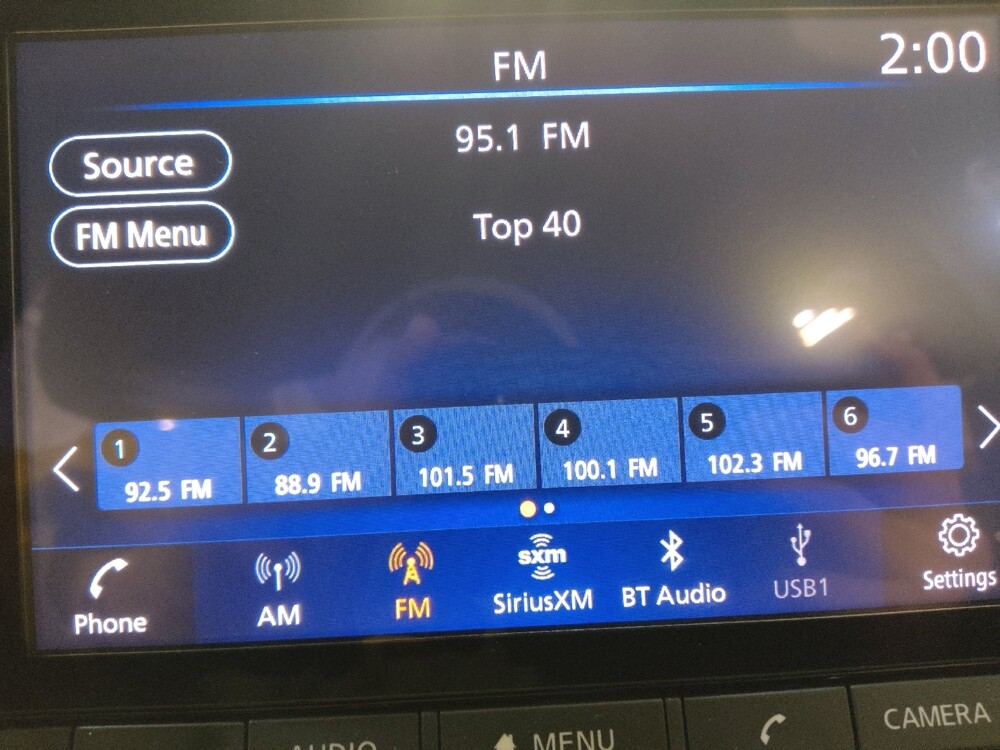 FM
2:00
95.1 FM
Source
FM Menu
Top 40
1
92.5 FM
2
88.9 FM
3
101.5 FM
4
100.1 FM
5
102.3 FM
6
96.7 FM
Phone
AM
FM
sxm
SiriusXM
BT Audio
USB1
Settings
AUDIO
MENU
CAMERA